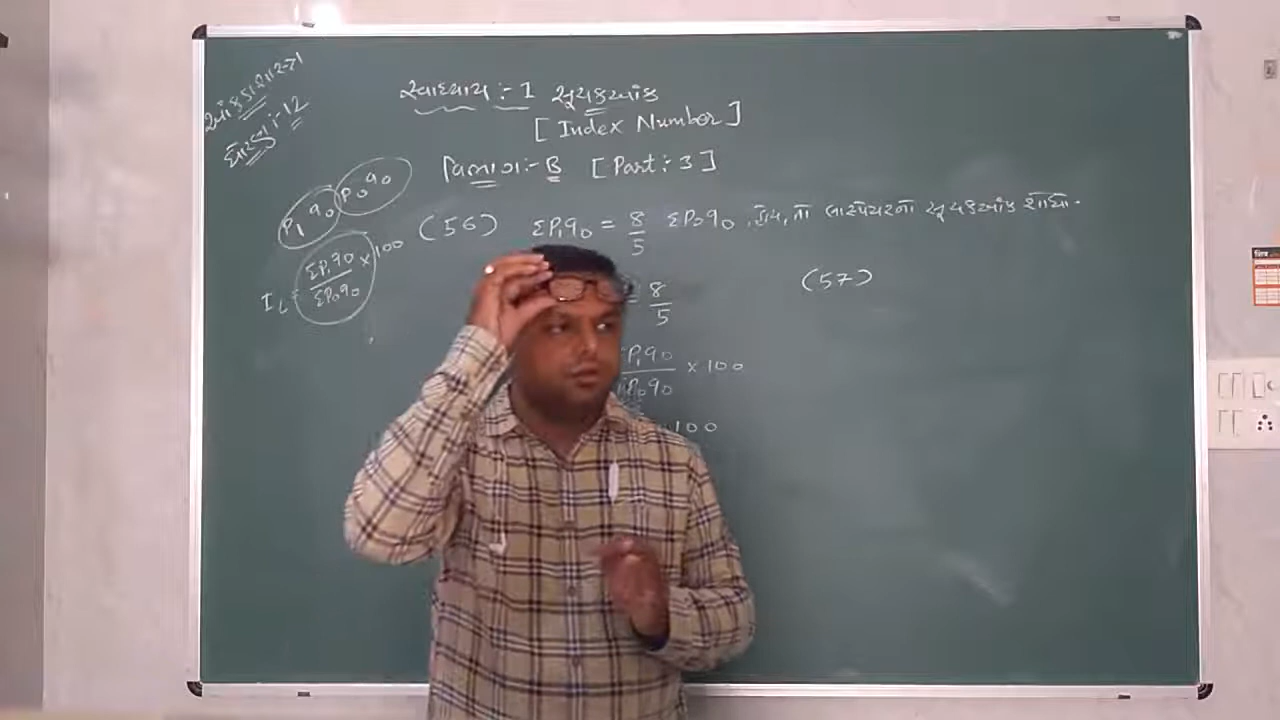 આંકડાશાસ્ત્ર
ધોરણ :- 12
સ્વાધ્યાય :- 1 સૂચકઆંક
[ Index Number ]
વિભાગ :- B [ Part : 3 ]
P₁q₀ P₀q₀
(56) ΣP₁q₀ = 8/5 ΣP₀q₀ હોય, તો લાસ્પેયરનો સૂચકઆંક શોધો.
I_L = ΣP₁q₀/ΣP₀q₀ × 100
= 8/5
(57)
P₁q₀/P₀q₀ × 100
100